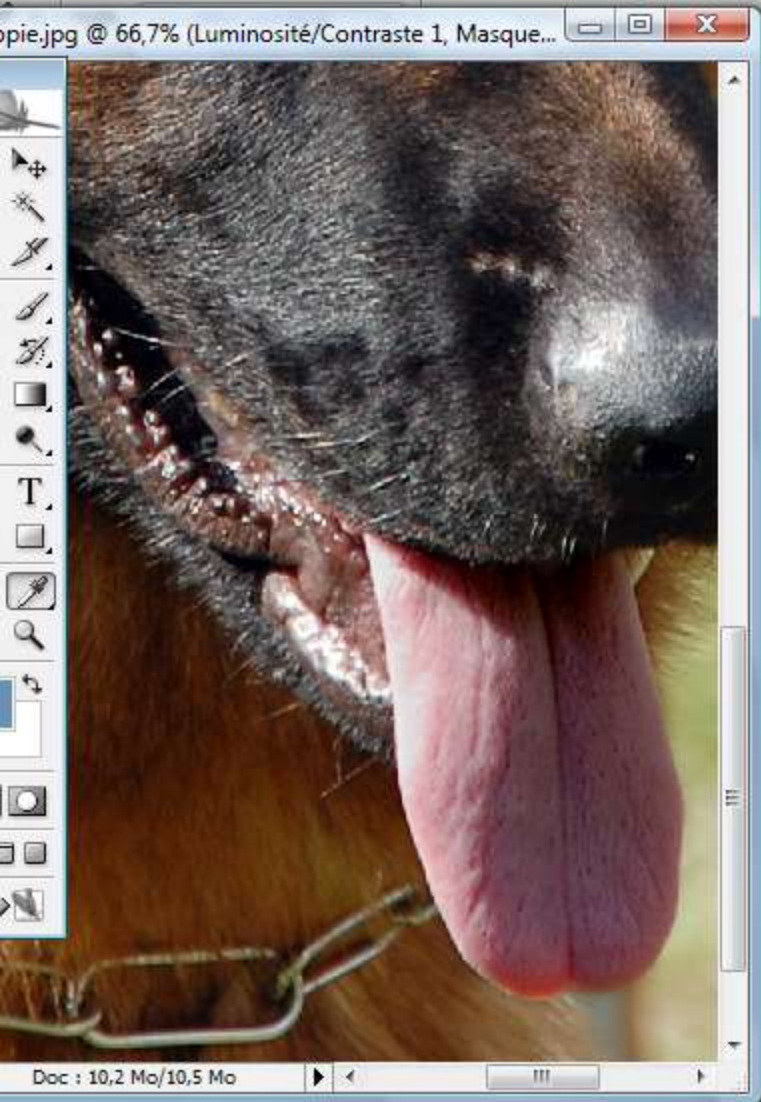 opie.jpg @ 66,7% (Luminosité/Contraste 1, Masque...
T
Doc : 10,2 Mo/10,5 Mo